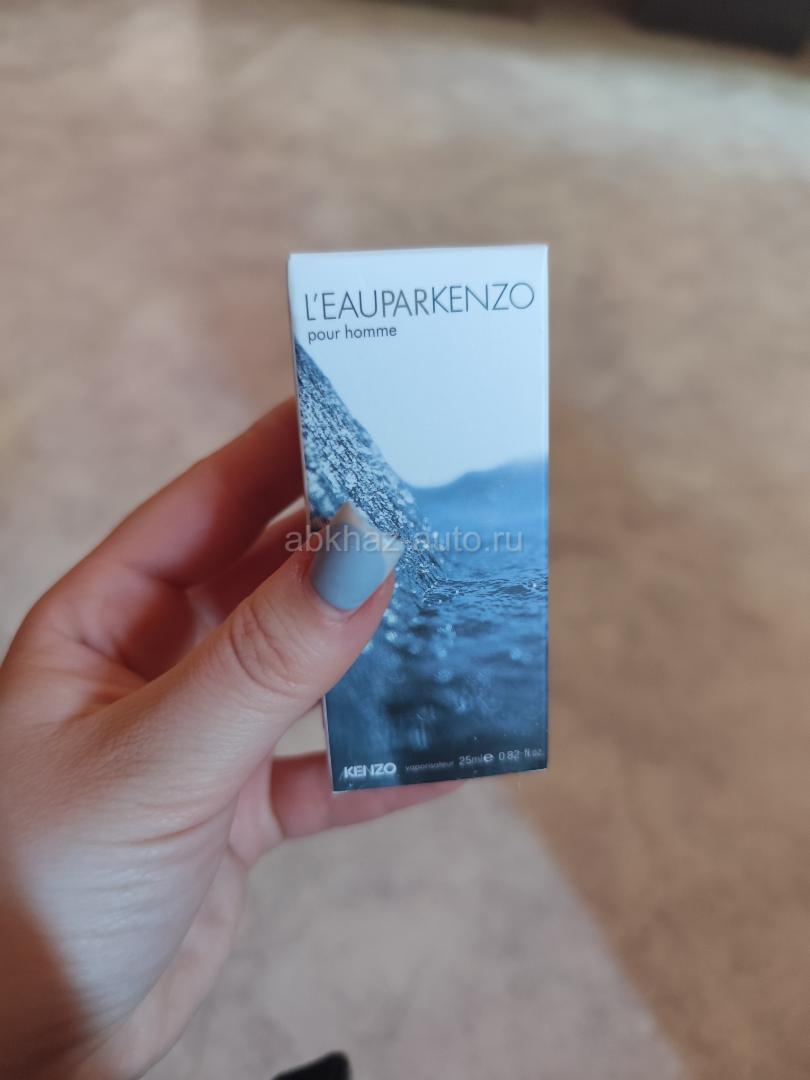 L'EAUPARKENZO
pour homme
abkhaz-auto.ru
KENZO vaporisateur 25ml e 0.82 fl.oz